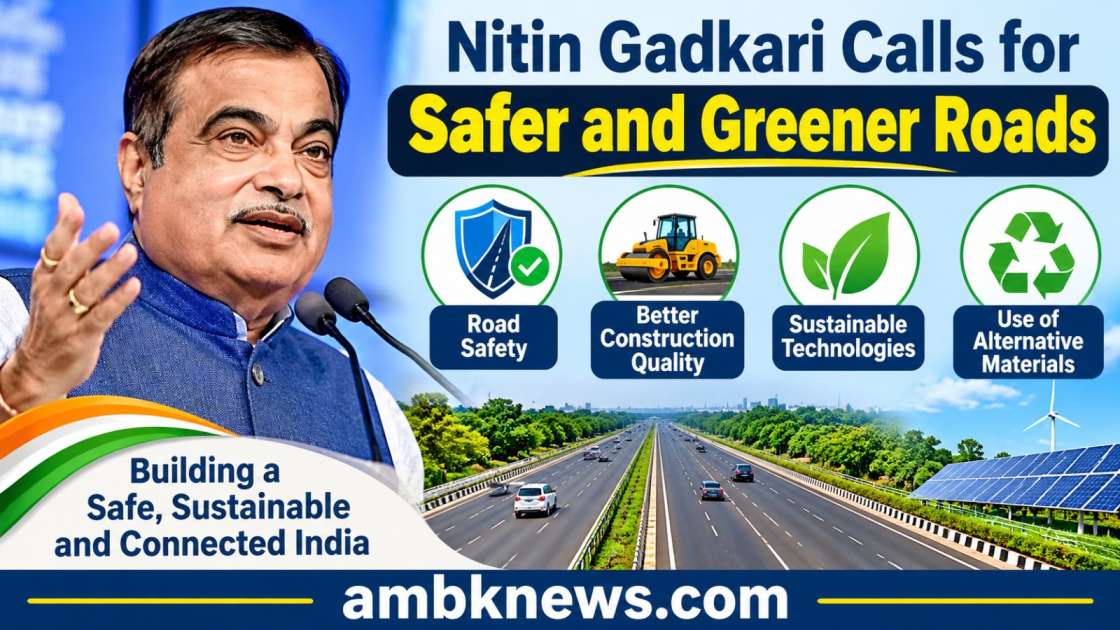 Nitin Gadkari Calls for
Safer and Greener Roads
Road
Safety
Better
Construction
Quality
Sustainable
Technologies
Use of
Alternative
Materials
Building a
Safe, Sustainable
and Connected India
ambknews.com